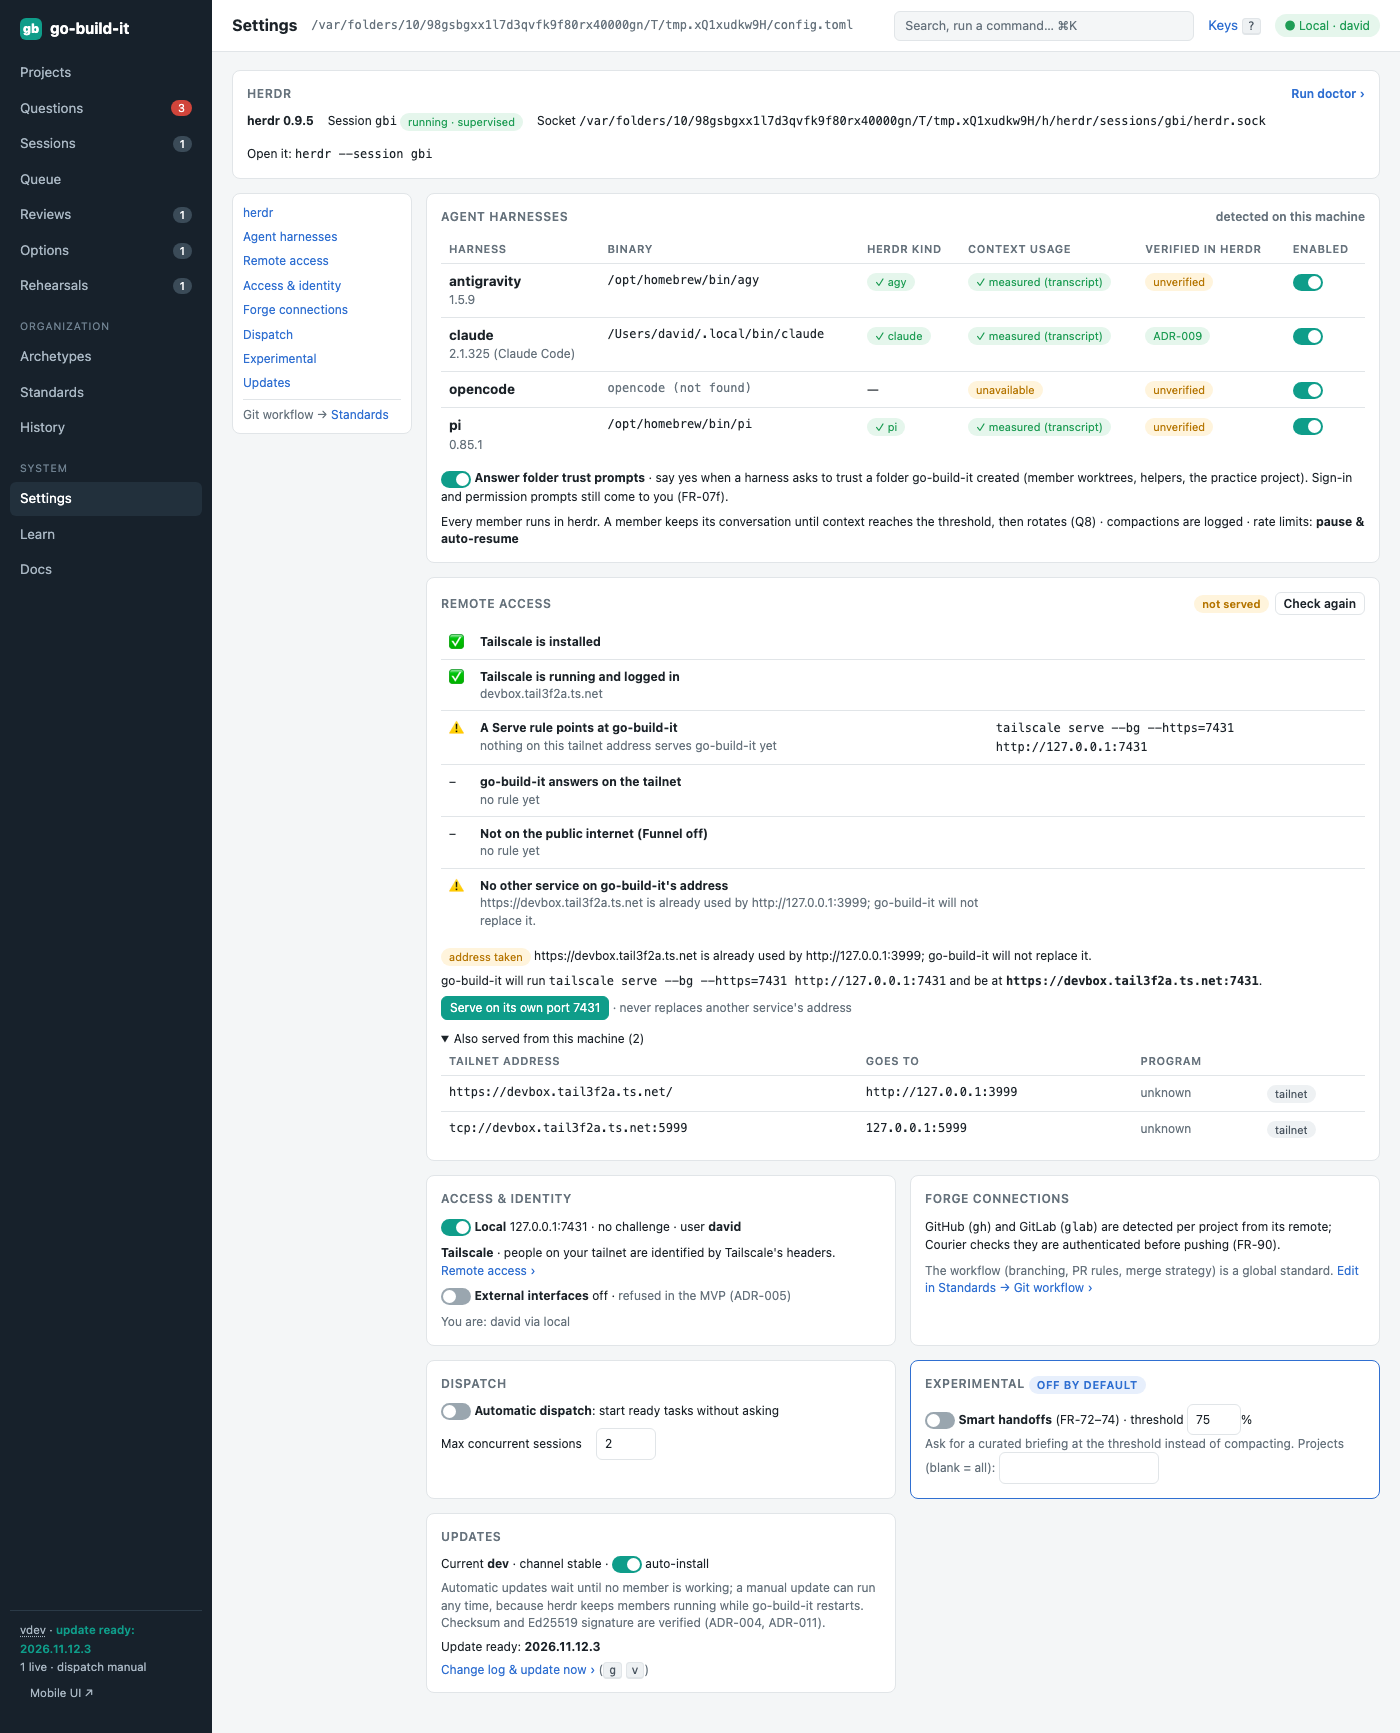 gb go-build-it
Projects
Questions 3
Sessions 1
Queue
Reviews 1
Options 1
Rehearsals 1
ORGANIZATION
Archetypes
Standards
History
SYSTEM
Settings
Learn
Docs
vdev · update ready:
2026.11.12.3
1 live · dispatch manual
Mobile UI ↗
Settings /var/folders/10/98gsbgxx1l7d3qvfk9f80rx40000gn/T/tmp.xQ1xudkw9H/config.toml Search, run a command… ⌘K Keys ? Local · david
HERDR Run doctor ›
herdr 0.9.5 Session gbi running · supervised Socket /var/folders/10/98gsbgxx1l7d3qvfk9f80rx40000gn/T/tmp.xQ1xudkw9H/h/herdr/sessions/gbi/herdr.sock
Open it: herdr --session gbi
herdr
Agent harnesses
Remote access
Access & identity
Forge connections
Dispatch
Experimental
Updates
Git workflow → Standards
AGENT HARNESSES detected on this machine
HARNESS BINARY HERDR KIND CONTEXT USAGE VERIFIED IN HERDR ENABLED
antigravity /opt/homebrew/bin/agy ✓ agy ✓ measured (transcript) unverified
1.5.9
claude /Users/david/.local/bin/claude ✓ claude ✓ measured (transcript) ADR-009
2.1.325 (Claude Code)
opencode opencode (not found) — unavailable unverified
pi /opt/homebrew/bin/pi ✓ pi ✓ measured (transcript) unverified
0.85.1
Answer folder trust prompts · say yes when a harness asks to trust a folder go-build-it created (member worktrees, helpers, the practice project). Sign-in
and permission prompts still come to you (FR-07f).
Every member runs in herdr. A member keeps its conversation until context reaches the threshold, then rotates (Q8) · compactions are logged · rate limits: pause &
auto-resume
REMOTE ACCESS not served Check again
✅ Tailscale is installed
✅ Tailscale is running and logged in
devbox.tail3f2a.ts.net
⚠️ A Serve rule points at go-build-it tailscale serve --bg --https=7431
nothing on this tailnet address serves go-build-it yet http://127.0.0.1:7431
– go-build-it answers on the tailnet
no rule yet
– Not on the public internet (Funnel off)
no rule yet
⚠️ No other service on go-build-it's address
https://devbox.tail3f2a.ts.net is already used by http://127.0.0.1:3999; go-build-it will not
replace it.
address taken https://devbox.tail3f2a.ts.net is already used by http://127.0.0.1:3999; go-build-it will not replace it.
go-build-it will run tailscale serve --bg --https=7431 http://127.0.0.1:7431 and be at https://devbox.tail3f2a.ts.net:7431.
Serve on its own port 7431 · never replaces another service's address
▼ Also served from this machine (2)
TAILNET ADDRESS GOES TO PROGRAM
https://devbox.tail3f2a.ts.net/ http://127.0.0.1:3999 unknown tailnet
tcp://devbox.tail3f2a.ts.net:5999 127.0.0.1:5999 unknown tailnet
ACCESS & IDENTITY
Local 127.0.0.1:7431 · no challenge · user david
Tailscale · people on your tailnet are identified by Tailscale's headers.
Remote access ›
External interfaces off · refused in the MVP (ADR-005)
You are: david via local
FORGE CONNECTIONS
GitHub (gh) and GitLab (glab) are detected per project from its remote;
Courier checks they are authenticated before pushing (FR-90).
The workflow (branching, PR rules, merge strategy) is a global standard. Edit
in Standards → Git workflow ›
DISPATCH
Automatic dispatch: start ready tasks without asking
Max concurrent sessions 2
EXPERIMENTAL OFF BY DEFAULT
Smart handoffs (FR-72–74) · threshold 75 %
Ask for a curated briefing at the threshold instead of compacting. Projects
(blank = all):
UPDATES
Current dev · channel stable · auto-install
Automatic updates wait until no member is working; a manual update can run
any time, because herdr keeps members running while go-build-it restarts.
Checksum and Ed25519 signature are verified (ADR-004, ADR-011).
Update ready: 2026.11.12.3
Change log & update now › (g v)